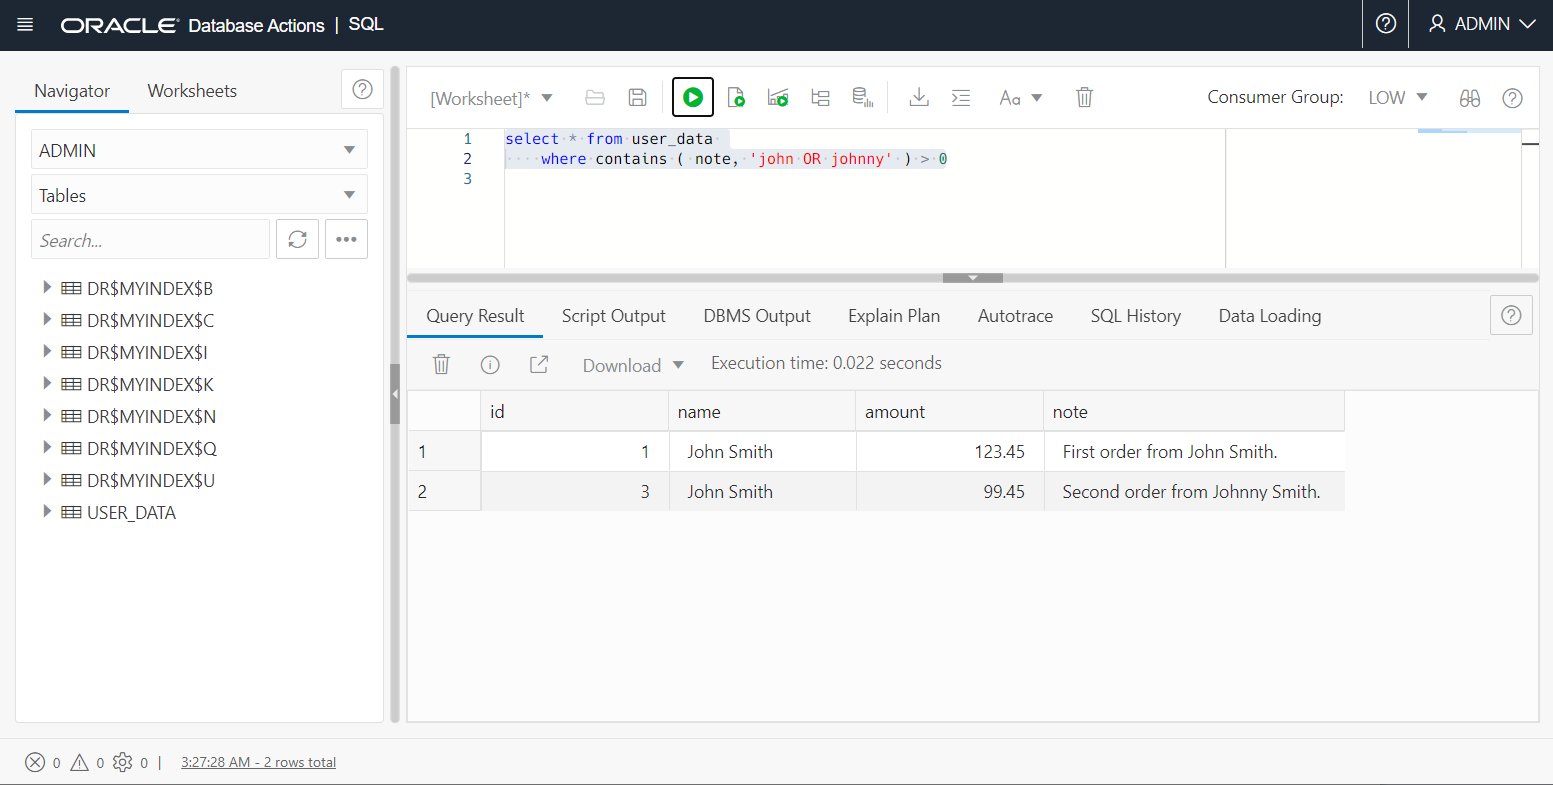 ORACLE Database Actions | SQL
ADMIN
Navigator Worksheets
ADMIN
Tables
Search...
DR$MYINDEX$B
DR$MYINDEX$C
DR$MYINDEX$I
DR$MYINDEX$K
DR$MYINDEX$N
DR$MYINDEX$Q
DR$MYINDEX$U
USER_DATA
[Worksheet]* Aa Consumer Group: LOW
1 select * from user_data
2 where contains ( note, 'john OR johnny' ) > 0
3
Query Result Script Output DBMS Output Explain Plan Autotrace SQL History Data Loading
Download Execution time: 0.022 seconds
id name amount note
1 1 John Smith 123.45 First order from John Smith.
2 3 John Smith 99.45 Second order from Johnny Smith.
0 0 0 | 3:27:28 AM - 2 rows total